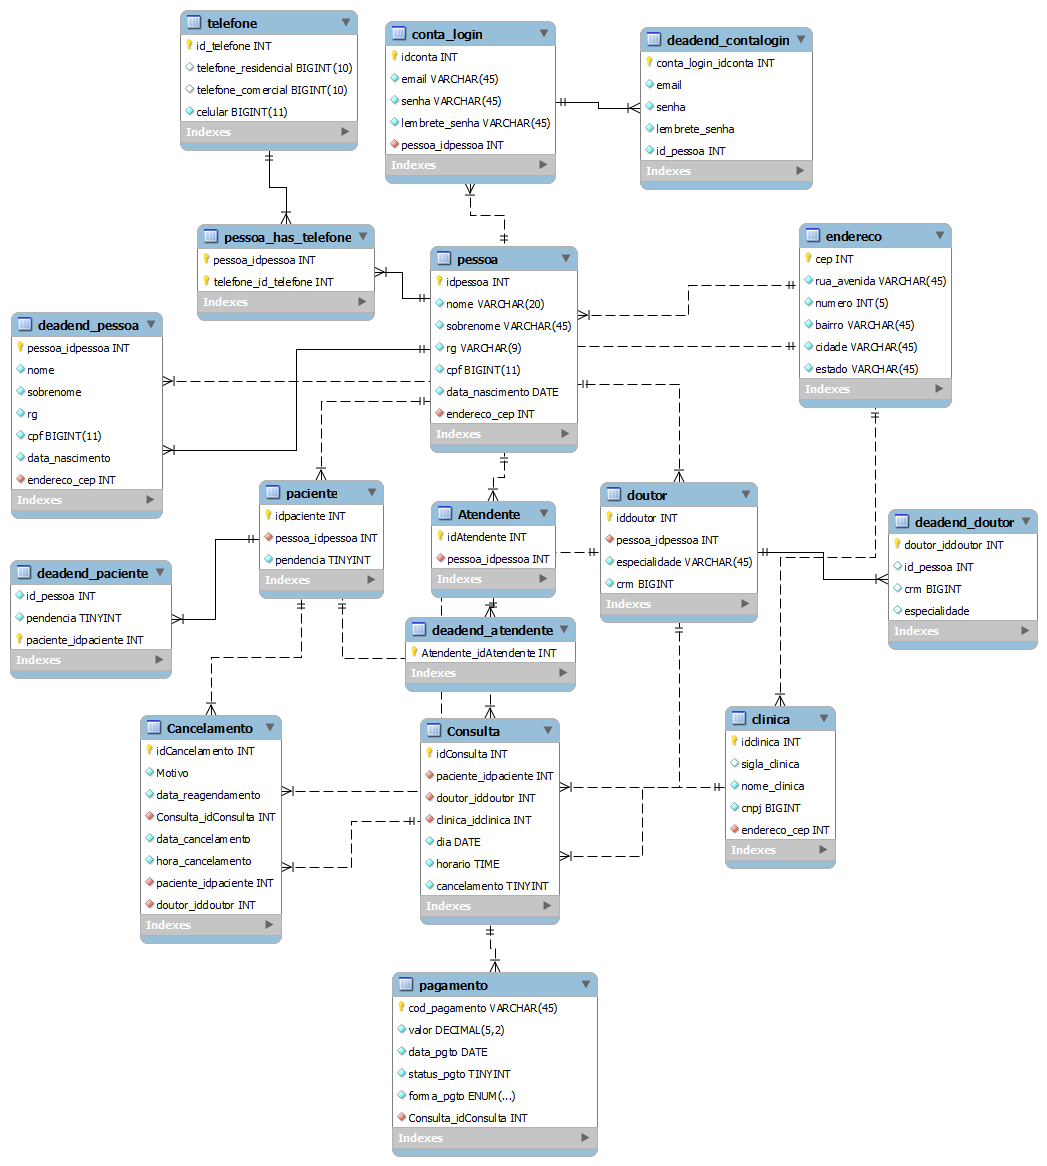 telefone
id_telefone INT
telefone_residencial BIGINT(10)
telefone_comercial BIGINT(10)
celular BIGINT(11)
Indexes
conta_login
idconta INT
email VARCHAR(45)
senha VARCHAR(45)
lembrete_senha VARCHAR(45)
pessoa_idpessoa INT
Indexes
deadend_contalogin
conta_login_idconta INT
email
senha
lembrete_senha
id_pessoa INT
Indexes
pessoa_has_telefone
pessoa_idpessoa INT
telefone_id_telefone INT
Indexes
pessoa
idpessoa INT
nome VARCHAR(20)
sobrenome VARCHAR(45)
rg VARCHAR(9)
cpf BIGINT(11)
data_nascimento DATE
endereco_cep INT
Indexes
endereco
cep INT
rua_avenida VARCHAR(45)
numero INT(5)
bairro VARCHAR(45)
cidade VARCHAR(45)
estado VARCHAR(45)
Indexes
deadend_pessoa
pessoa_idpessoa INT
nome
sobrenome
rg
cpf BIGINT(11)
data_nascimento
endereco_cep INT
Indexes
paciente
idpaciente INT
pessoa_idpessoa INT
pendencia TINYINT
Indexes
Atendente
idAtendente INT
pessoa_idpessoa INT
Indexes
doutor
iddoutor INT
pessoa_idpessoa INT
especialidade VARCHAR(45)
crm BIGINT
Indexes
deadend_doutor
doutor_iddoutor INT
id_pessoa INT
crm BIGINT
especialidade
Indexes
deadend_paciente
id_pessoa INT
pendencia TINYINT
paciente_idpaciente INT
Indexes
deadend_atendente
Atendente_idAtendente INT
Indexes
Cancelamento
idCancelamento INT
Motivo
data_reagendamento
Consulta_idConsulta INT
data_cancelamento
hora_cancelamento
paciente_idpaciente INT
doutor_iddoutor INT
Indexes
Consulta
idConsulta INT
paciente_idpaciente INT
doutor_iddoutor INT
clinica_idclinica INT
dia DATE
horario TIME
cancelamento TINYINT
Indexes
clinica
idclinica INT
sigla_clinica
nome_clinica
cnpj BIGINT
endereco_cep INT
Indexes
pagamento
cod_pagamento VARCHAR(45)
valor DECIMAL(5,2)
data_pgto DATE
status_pgto TINYINT
forma_pgto ENUM(...)
Consulta_idConsulta INT
Indexes